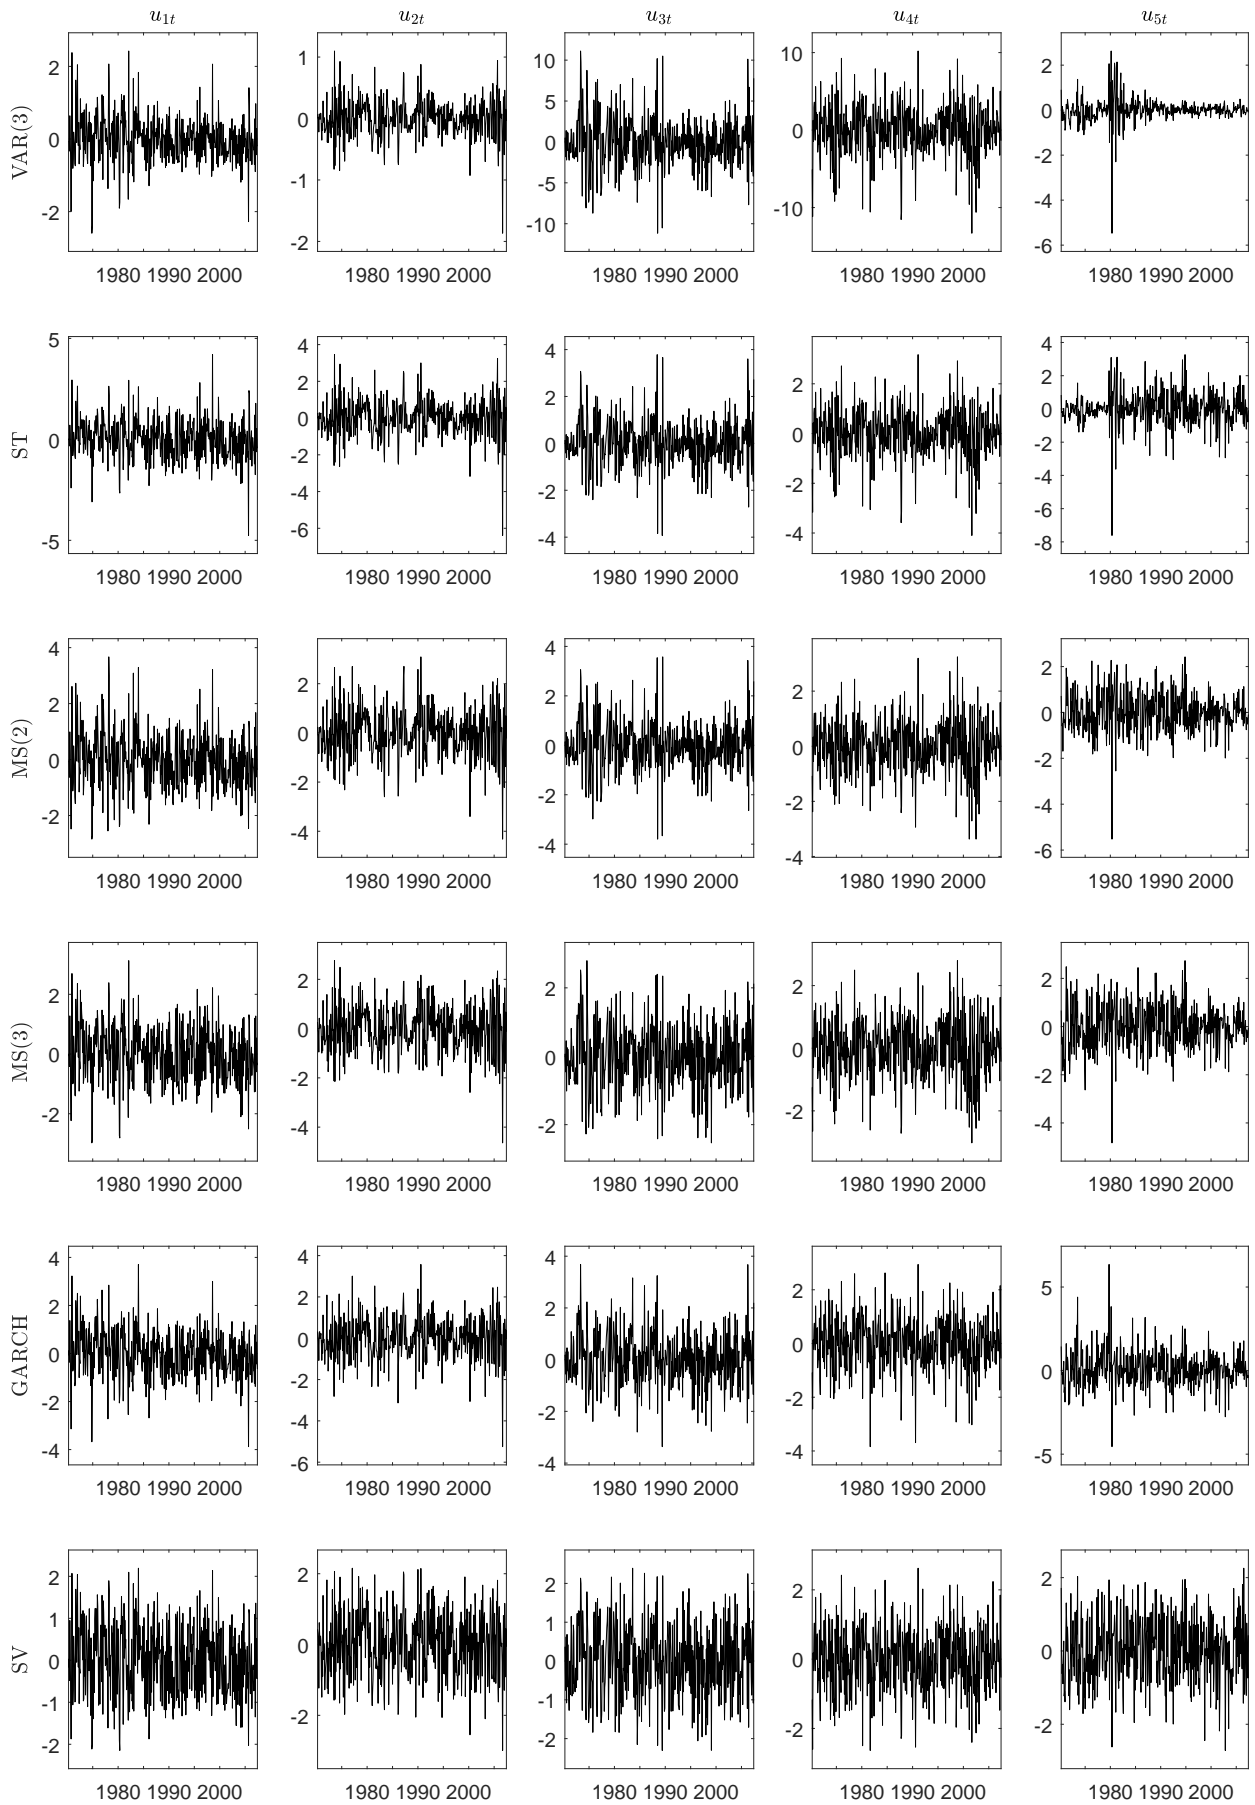 u1t u2t u3t u4t u5t
VAR(3)
2 0 -2
1 0 -1 -2
10 5 0 -5 -10
10 0 -10
2 0 -2 -4 -6
1980 1990 2000 1980 1990 2000 1980 1990 2000 1980 1990 2000 1980 1990 2000
ST
5 0 -5
4 2 0 -2 -4 -6
4 2 0 -2 -4
2 0 -2 -4
4 2 0 -2 -4 -6 -8
1980 1990 2000 1980 1990 2000 1980 1990 2000 1980 1990 2000 1980 1990 2000
MS(2)
4 2 0 -2
2 0 -2 -4
4 2 0 -2 -4
2 0 -2 -4
2 0 -2 -4 -6
1980 1990 2000 1980 1990 2000 1980 1990 2000 1980 1990 2000 1980 1990 2000
MS(3)
2 0 -2
2 0 -2 -4
2 0 -2
2 0 -2
2 0 -2 -4
1980 1990 2000 1980 1990 2000 1980 1990 2000 1980 1990 2000 1980 1990 2000
GARCH
4 2 0 -2 -4
4 2 0 -2 -4 -6
4 2 0 -2 -4
2 0 -2 -4
5 0 -5
1980 1990 2000 1980 1990 2000 1980 1990 2000 1980 1990 2000 1980 1990 2000
SV
2 1 0 -1 -2
2 0 -2
2 1 0 -1 -2
2 0 -2
2 0 -2
1980 1990 2000 1980 1990 2000 1980 1990 2000 1980 1990 2000 1980 1990 2000